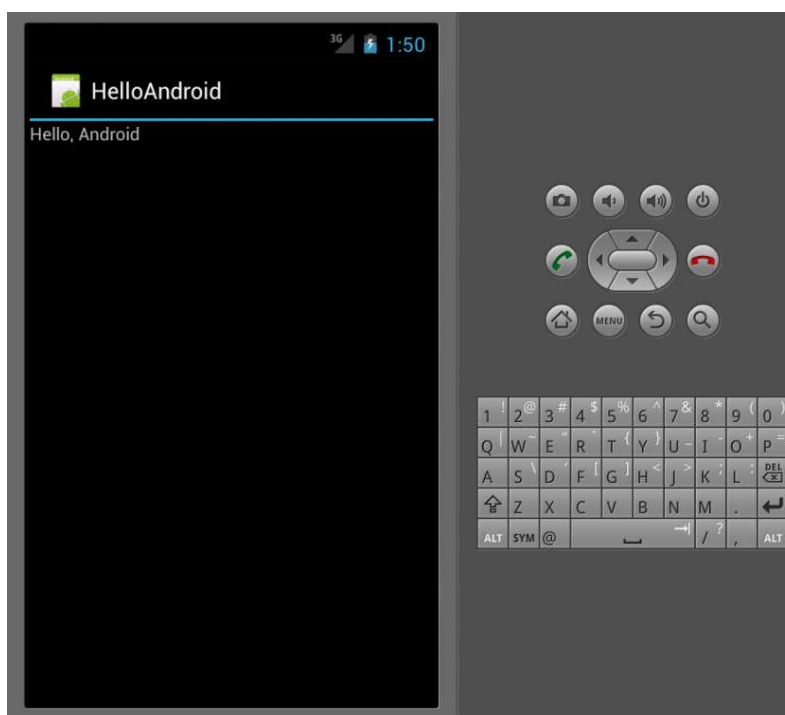 3G 1:50
HelloAndroid
Hello, Android
MENU
1 ! 2 @ 3 # 4 $ 5 % 6 ^ 7 & 8 * 9 ( 0 )
Q | W ~ E " R ` T { Y } U _ I - O + P =
A S \ D ' F [ G ] H < J > K ; L : DEL
Z X C V B N M .
ALT SYM @ / ? , ALT